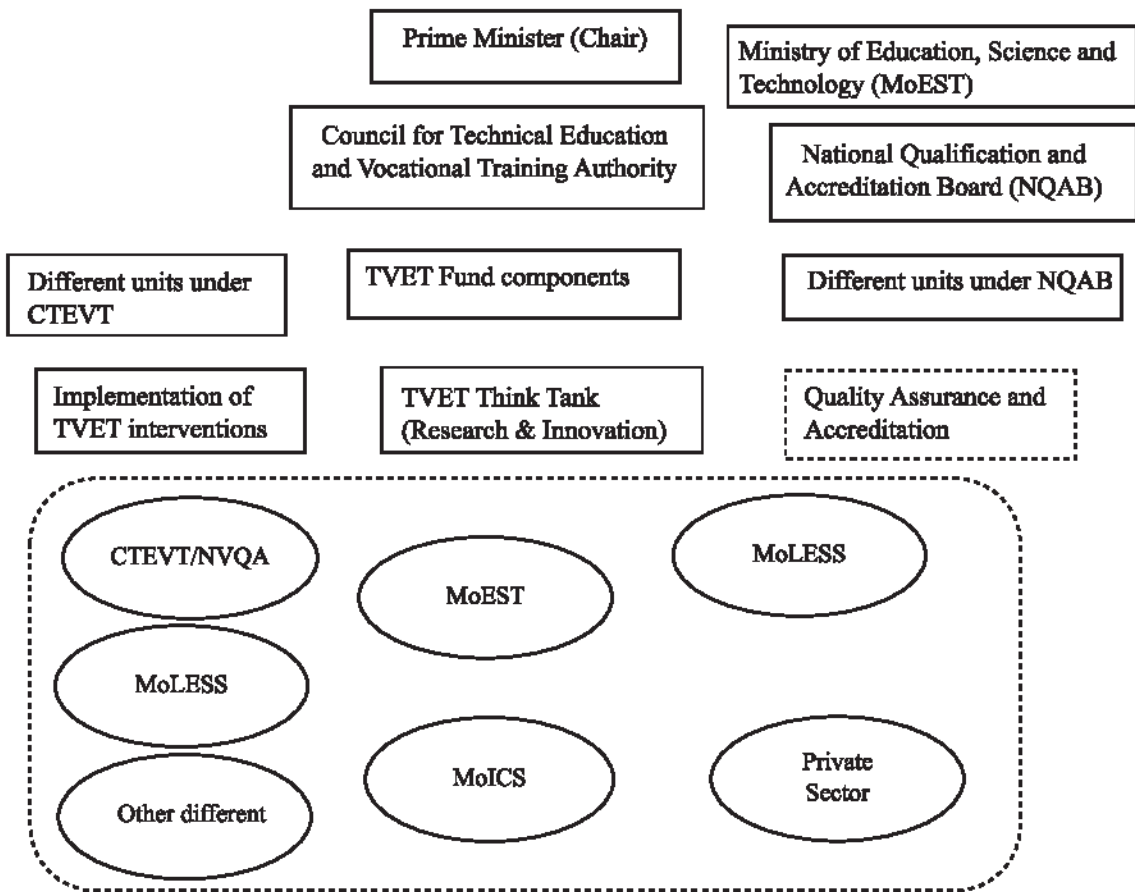 Prime Minister (Chair)
Ministry of Education, Science and
Technology (MoEST)
Council for Technical Education
and Vocational Training Authority
National Qualification and
Accreditation Board (NQAB)
Different units under
CTEVT
TVET Fund components
Different units under NQAB
Implementation of
TVET interventions
TVET Think Tank
(Research & Innovation)
Quality Assurance and
Accreditation
CTEVT/NVQA
MoEST
MoLESS
MoLESS
MoICS
Private
Sector
Other different